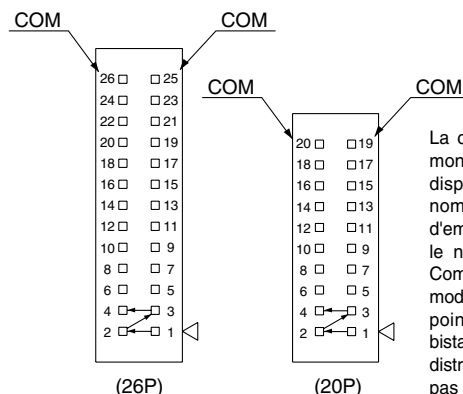 COM COM
26 25
24 23
22 21
20 19
18 17
16 15
14 13
12 11
10 9
8 7
6 5
4 3
2 1
(26P)
COM COM
20 19
18 17
16 15
14 13
12 11
10 9
8 7
6 5
4 3
2 1
(20P)
La
mon
disp
nom
d'em
le n
Com
mod
poin
bista
distr
pas